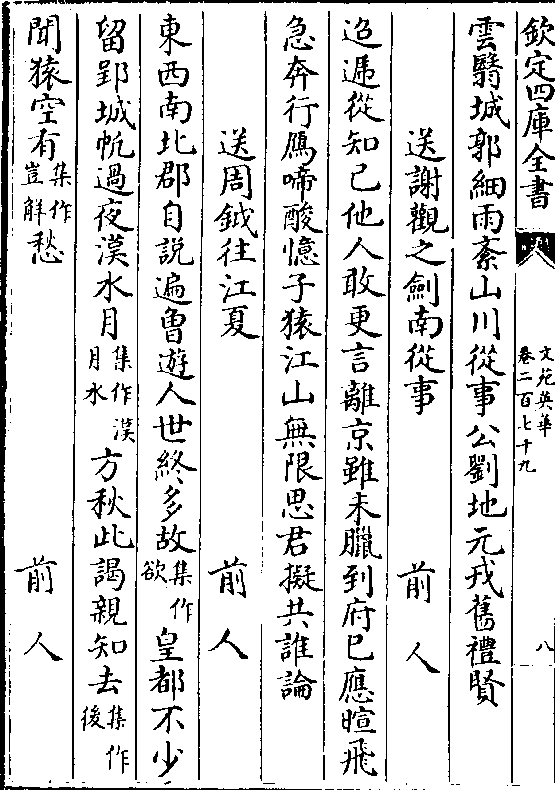 欽定四庫全書
文苑英華
卷二百七十九
八
雲翳城郭細雨紊山川從事公劉地元戎舊禮賢
送謝觀之劒南從事 前人
迢遞從知已他人敢更言離京雖未臘到府已應暄飛
急奔行鴈啼酸憶子猿江山無限思君擬共誰論
送周鉞往江夏 前人
東西南北郡自說遍曾遊人世終多故集作欲皇都不少
留郢城帆過夜漢水月集作漢月水方秋此謁親知去集作後
聞猿空有集作豈解愁 前人